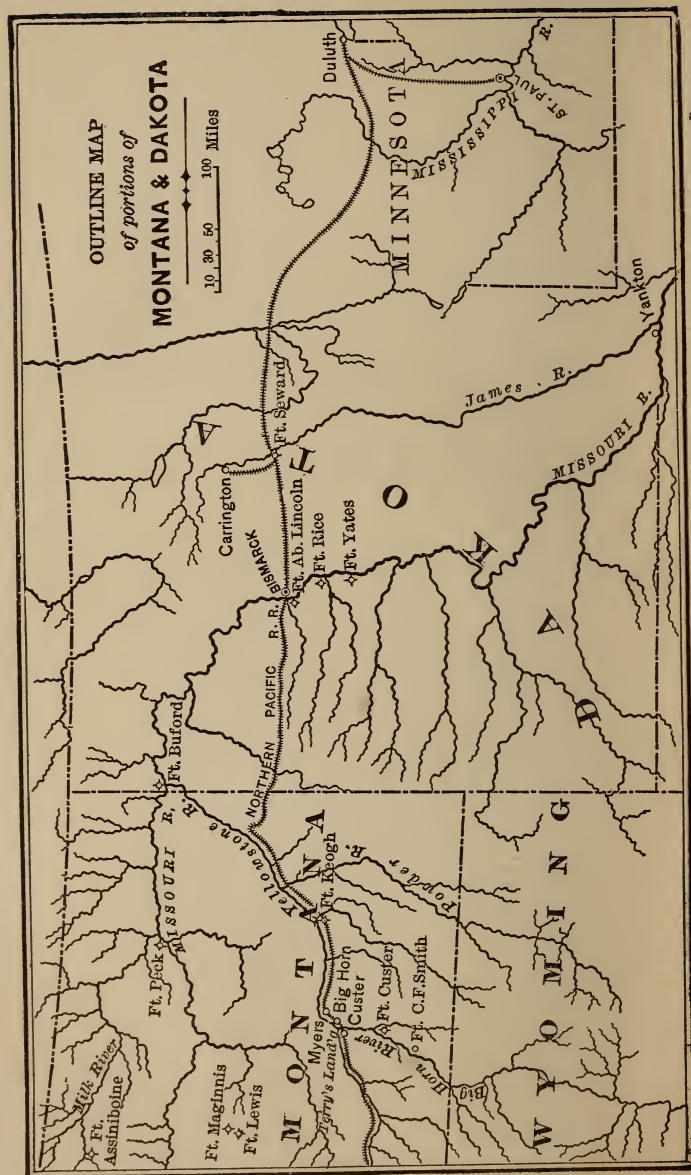 OUTLINE MAP
of portions of
MONTANA & DAKOTA
10 30 50 100 Miles
Duluth
MINNESOTA
MISSISSIPPI
R.
ST. PAUL
Yankton
James R.
MISSOURI R.
DAKOTA
Carrington
Ft. Seward
BISMARCK
Ft. Ab. Lincoln
Ft. Rice
Ft. Yates
NORTHERN PACIFIC R. R.
Ft. Buford
MISSOURI R,
Yellowstone R.
Ft. Peck
Milk River
Ft.
Assiniboine
Ft. Maginnis
Ft. Lewis
MONTANA
Ft. Keogh
Powder R.
Myers
Terry's Land'g
Big Horn
Custer
Ft. Custer
Ft. C.F. Smith
Big Horn River
WYOMING